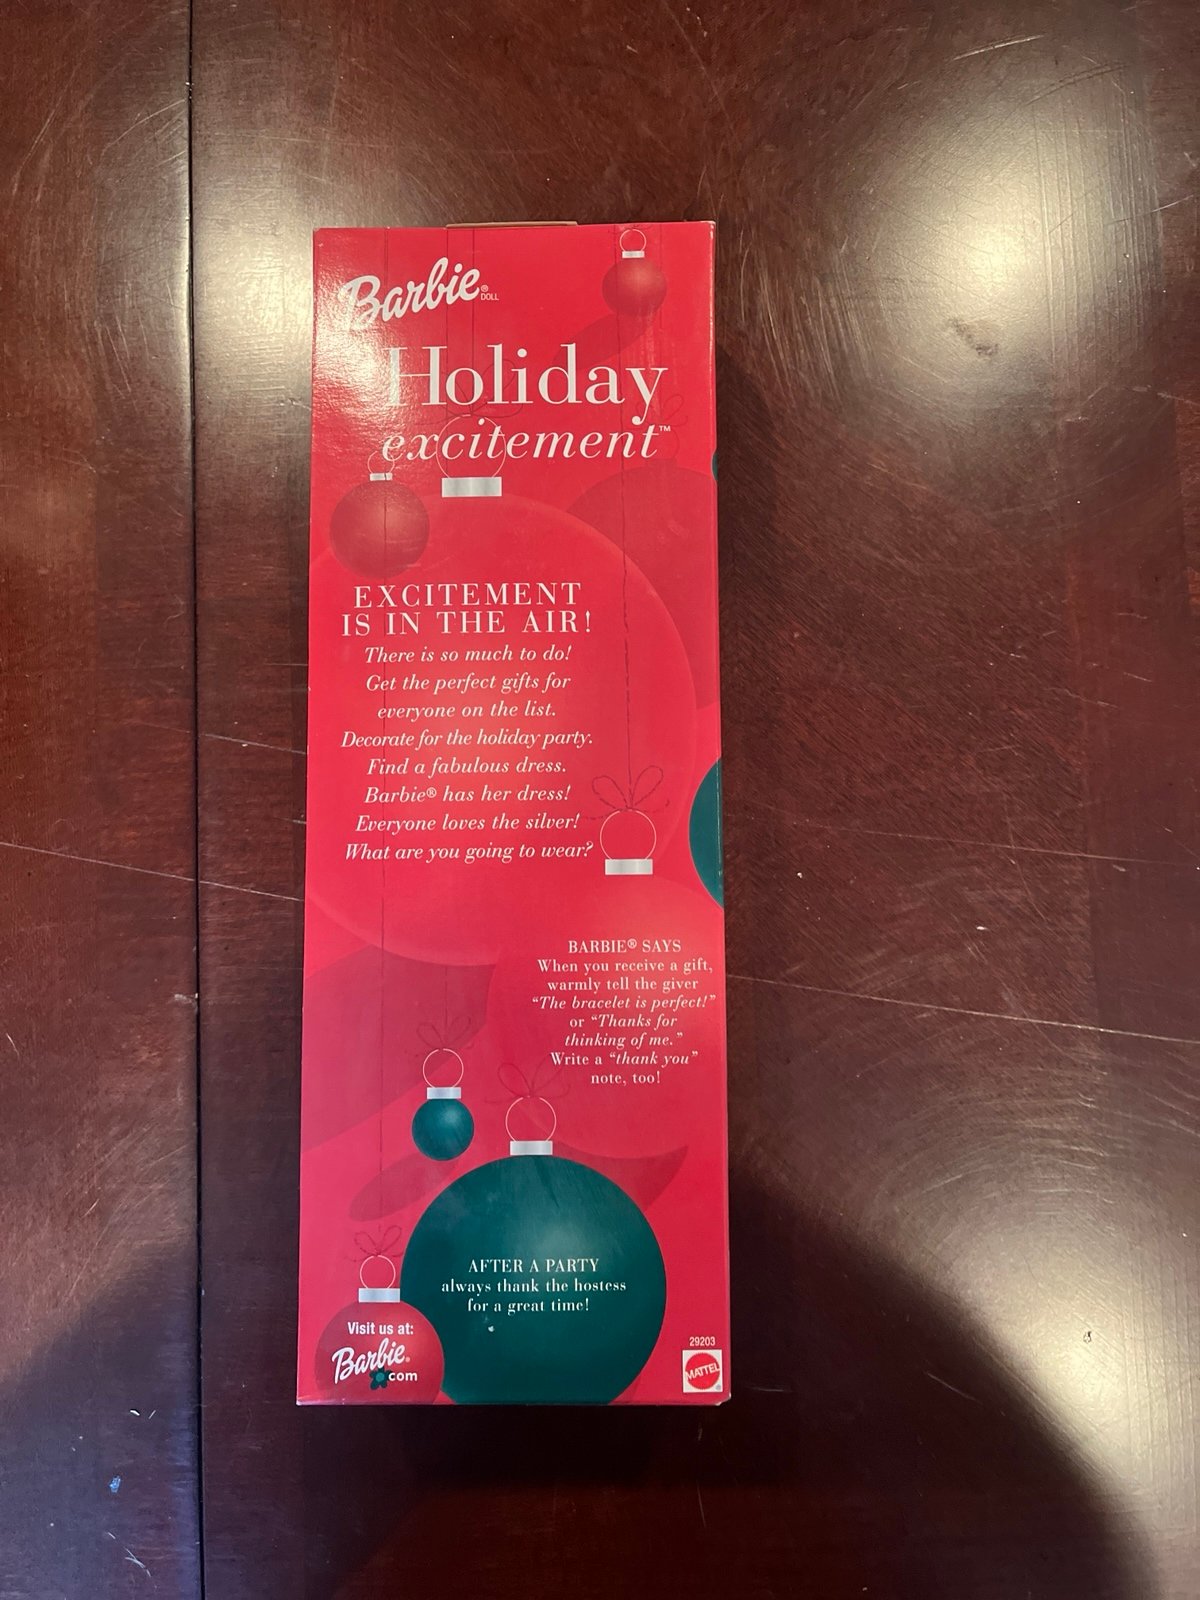 Barbie® DOLL
Holiday
excitement™
EXCITEMENT
IS IN THE AIR!
There is so much to do!
Get the perfect gifts for
everyone on the list.
Decorate for the holiday party.
Find a fabulous dress.
Barbie® has her dress!
Everyone loves the silver!
What are you going to wear?
BARBIE® SAYS
When you receive a gift,
warmly tell the giver
“The bracelet is perfect!”
or “Thanks for
thinking of me.”
Write a “thank you”
note, too!
AFTER A PARTY
always thank the hostess
for a great time!
Visit us at:
Barbie®
.com
29203
MATTEL®